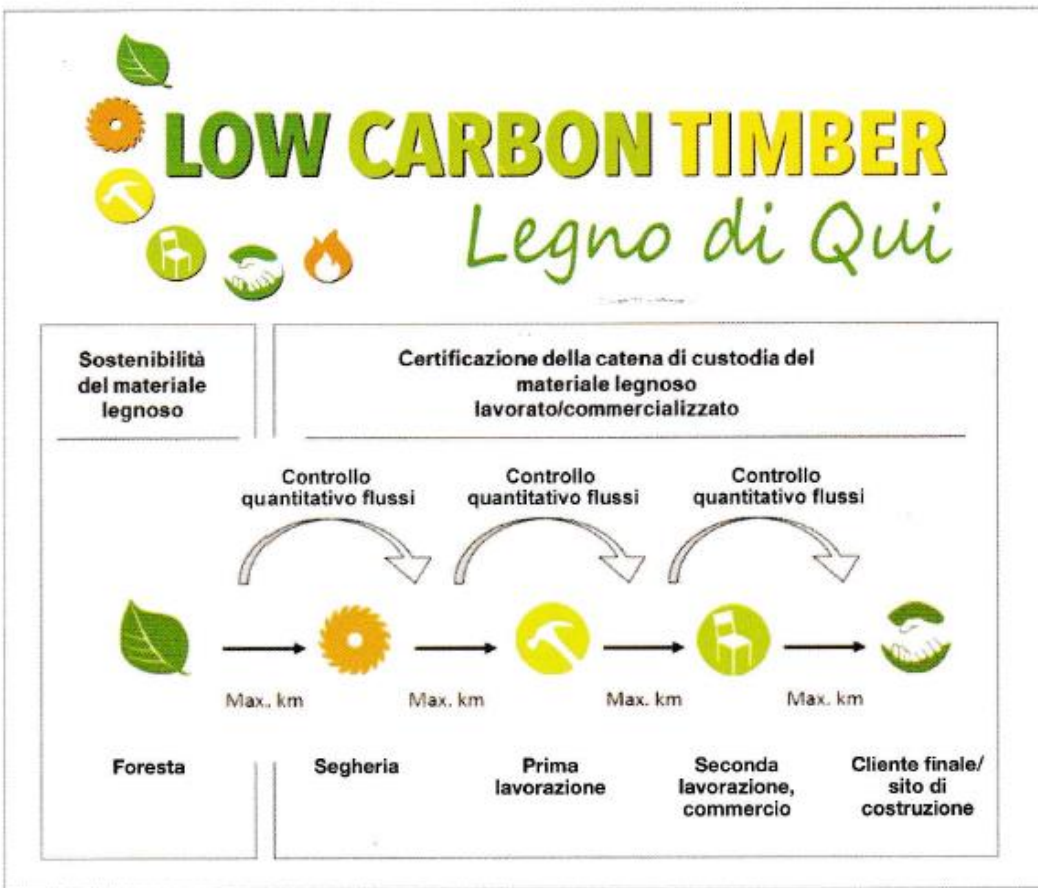 LOW CARBON TIMBER
Legno di Qui
Sostenibilità
del materiale
legnoso
Certificazione della catena di custodia del
materiale legnoso
lavorato/commercializzato
Controllo
quantitativo flussi
Controllo
quantitativo flussi
Controllo
quantitativo flussi
Max. km
Max. km
Max. km
Max. km
Foresta
Segheria
Prima
lavorazione
Seconda
lavorazione,
commercio
Cliente finale/
sito di
costruzione